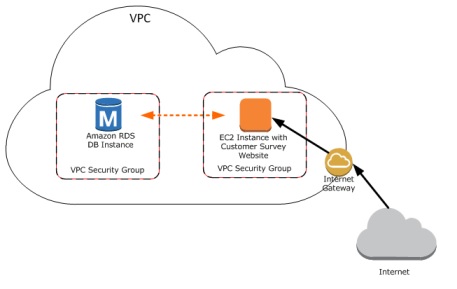 VPC
M
Amazon RDS
DB Instance
VPC Security Group
EC2 Instance with
Customer Survey
Website
VPC Security Group
Internet
Gateway
Internet